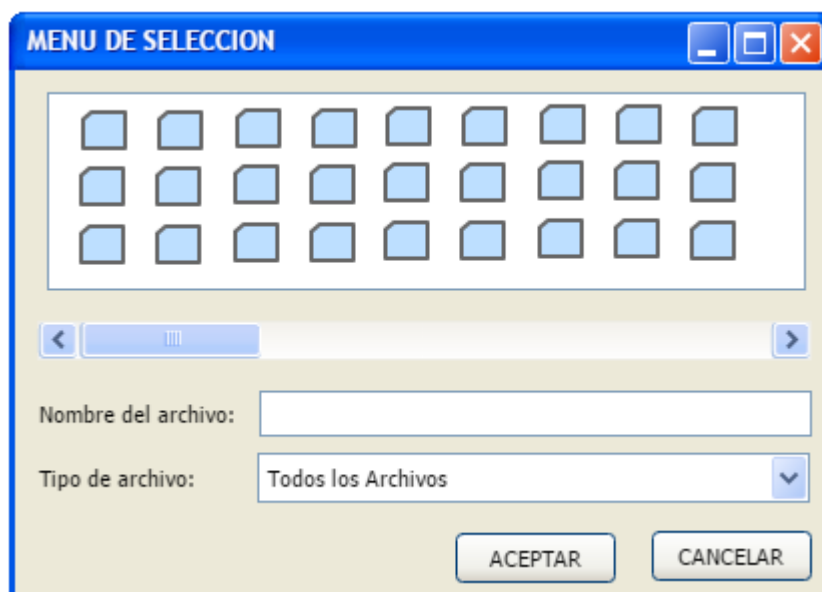 MENU DE SELECCION
Nombre del archivo:
Tipo de archivo: Todos los Archivos
ACEPTAR CANCELAR